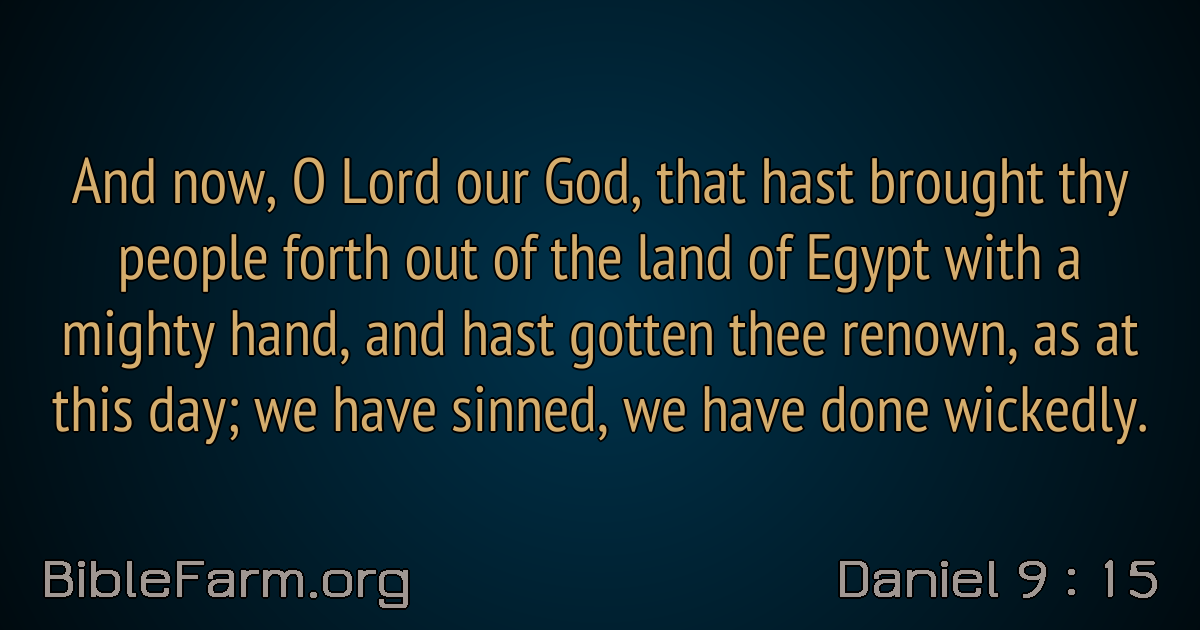 And now, O Lord our God, that hast brought thy
people forth out of the land of Egypt with a
mighty hand, and hast gotten thee renown, as at
this day; we have sinned, we have done wickedly.
BibleFarm.org
Daniel 9 : 15